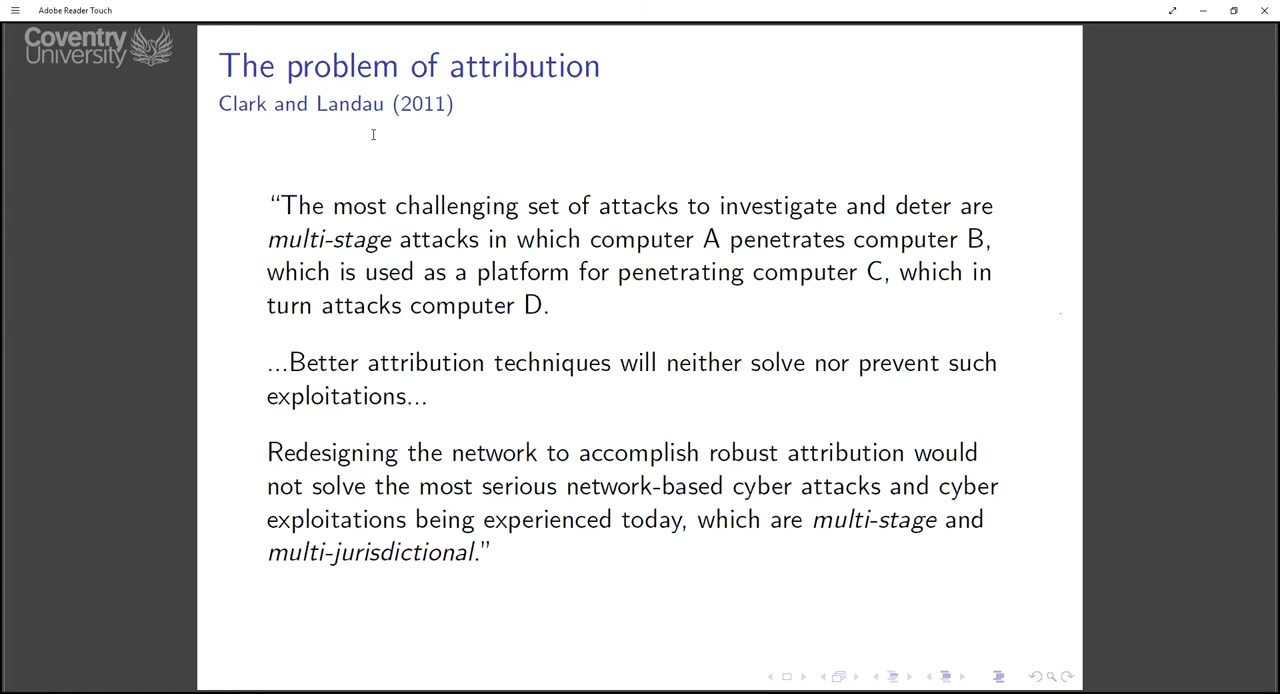 Adobe Reader Touch
Coventry
University
The problem of attribution
Clark and Landau (2011)
“The most challenging set of attacks to investigate and deter are
multi-stage attacks in which computer A penetrates computer B,
which is used as a platform for penetrating computer C, which in
turn attacks computer D.
...Better attribution techniques will neither solve nor prevent such
exploitations...
Redesigning the network to accomplish robust attribution would
not solve the most serious network-based cyber attacks and cyber
exploitations being experienced today, which are multi-stage and
multi-jurisdictional.”